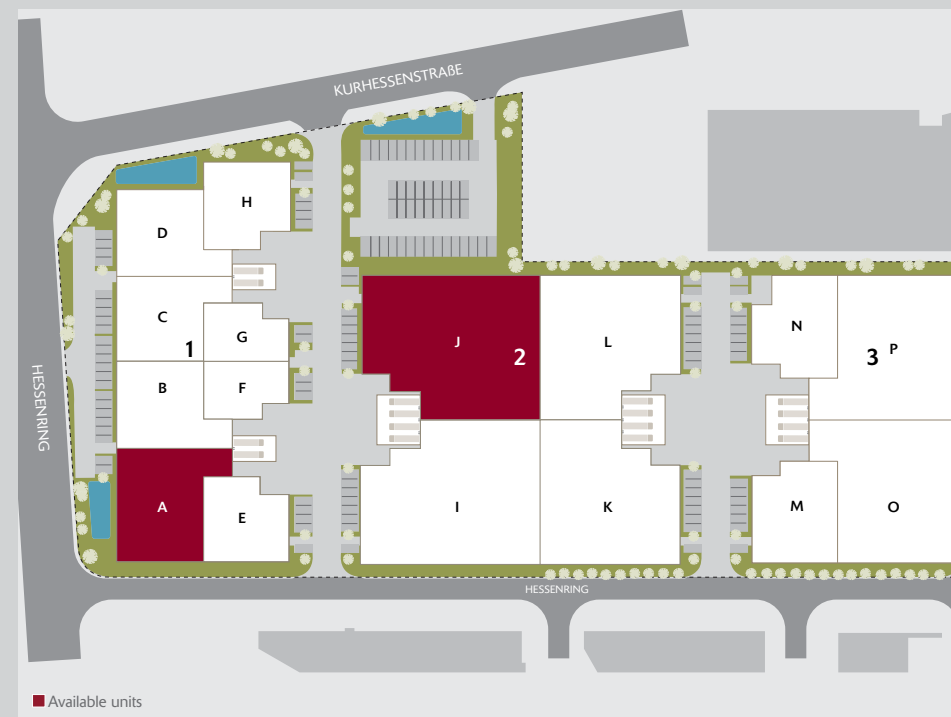 KURHESSENSTRAßE
H
D
C
1
G
B
F
A
E
HESSENRING
J
2
L
I
K
N
3
P
M
O
HESSENRING
Available units